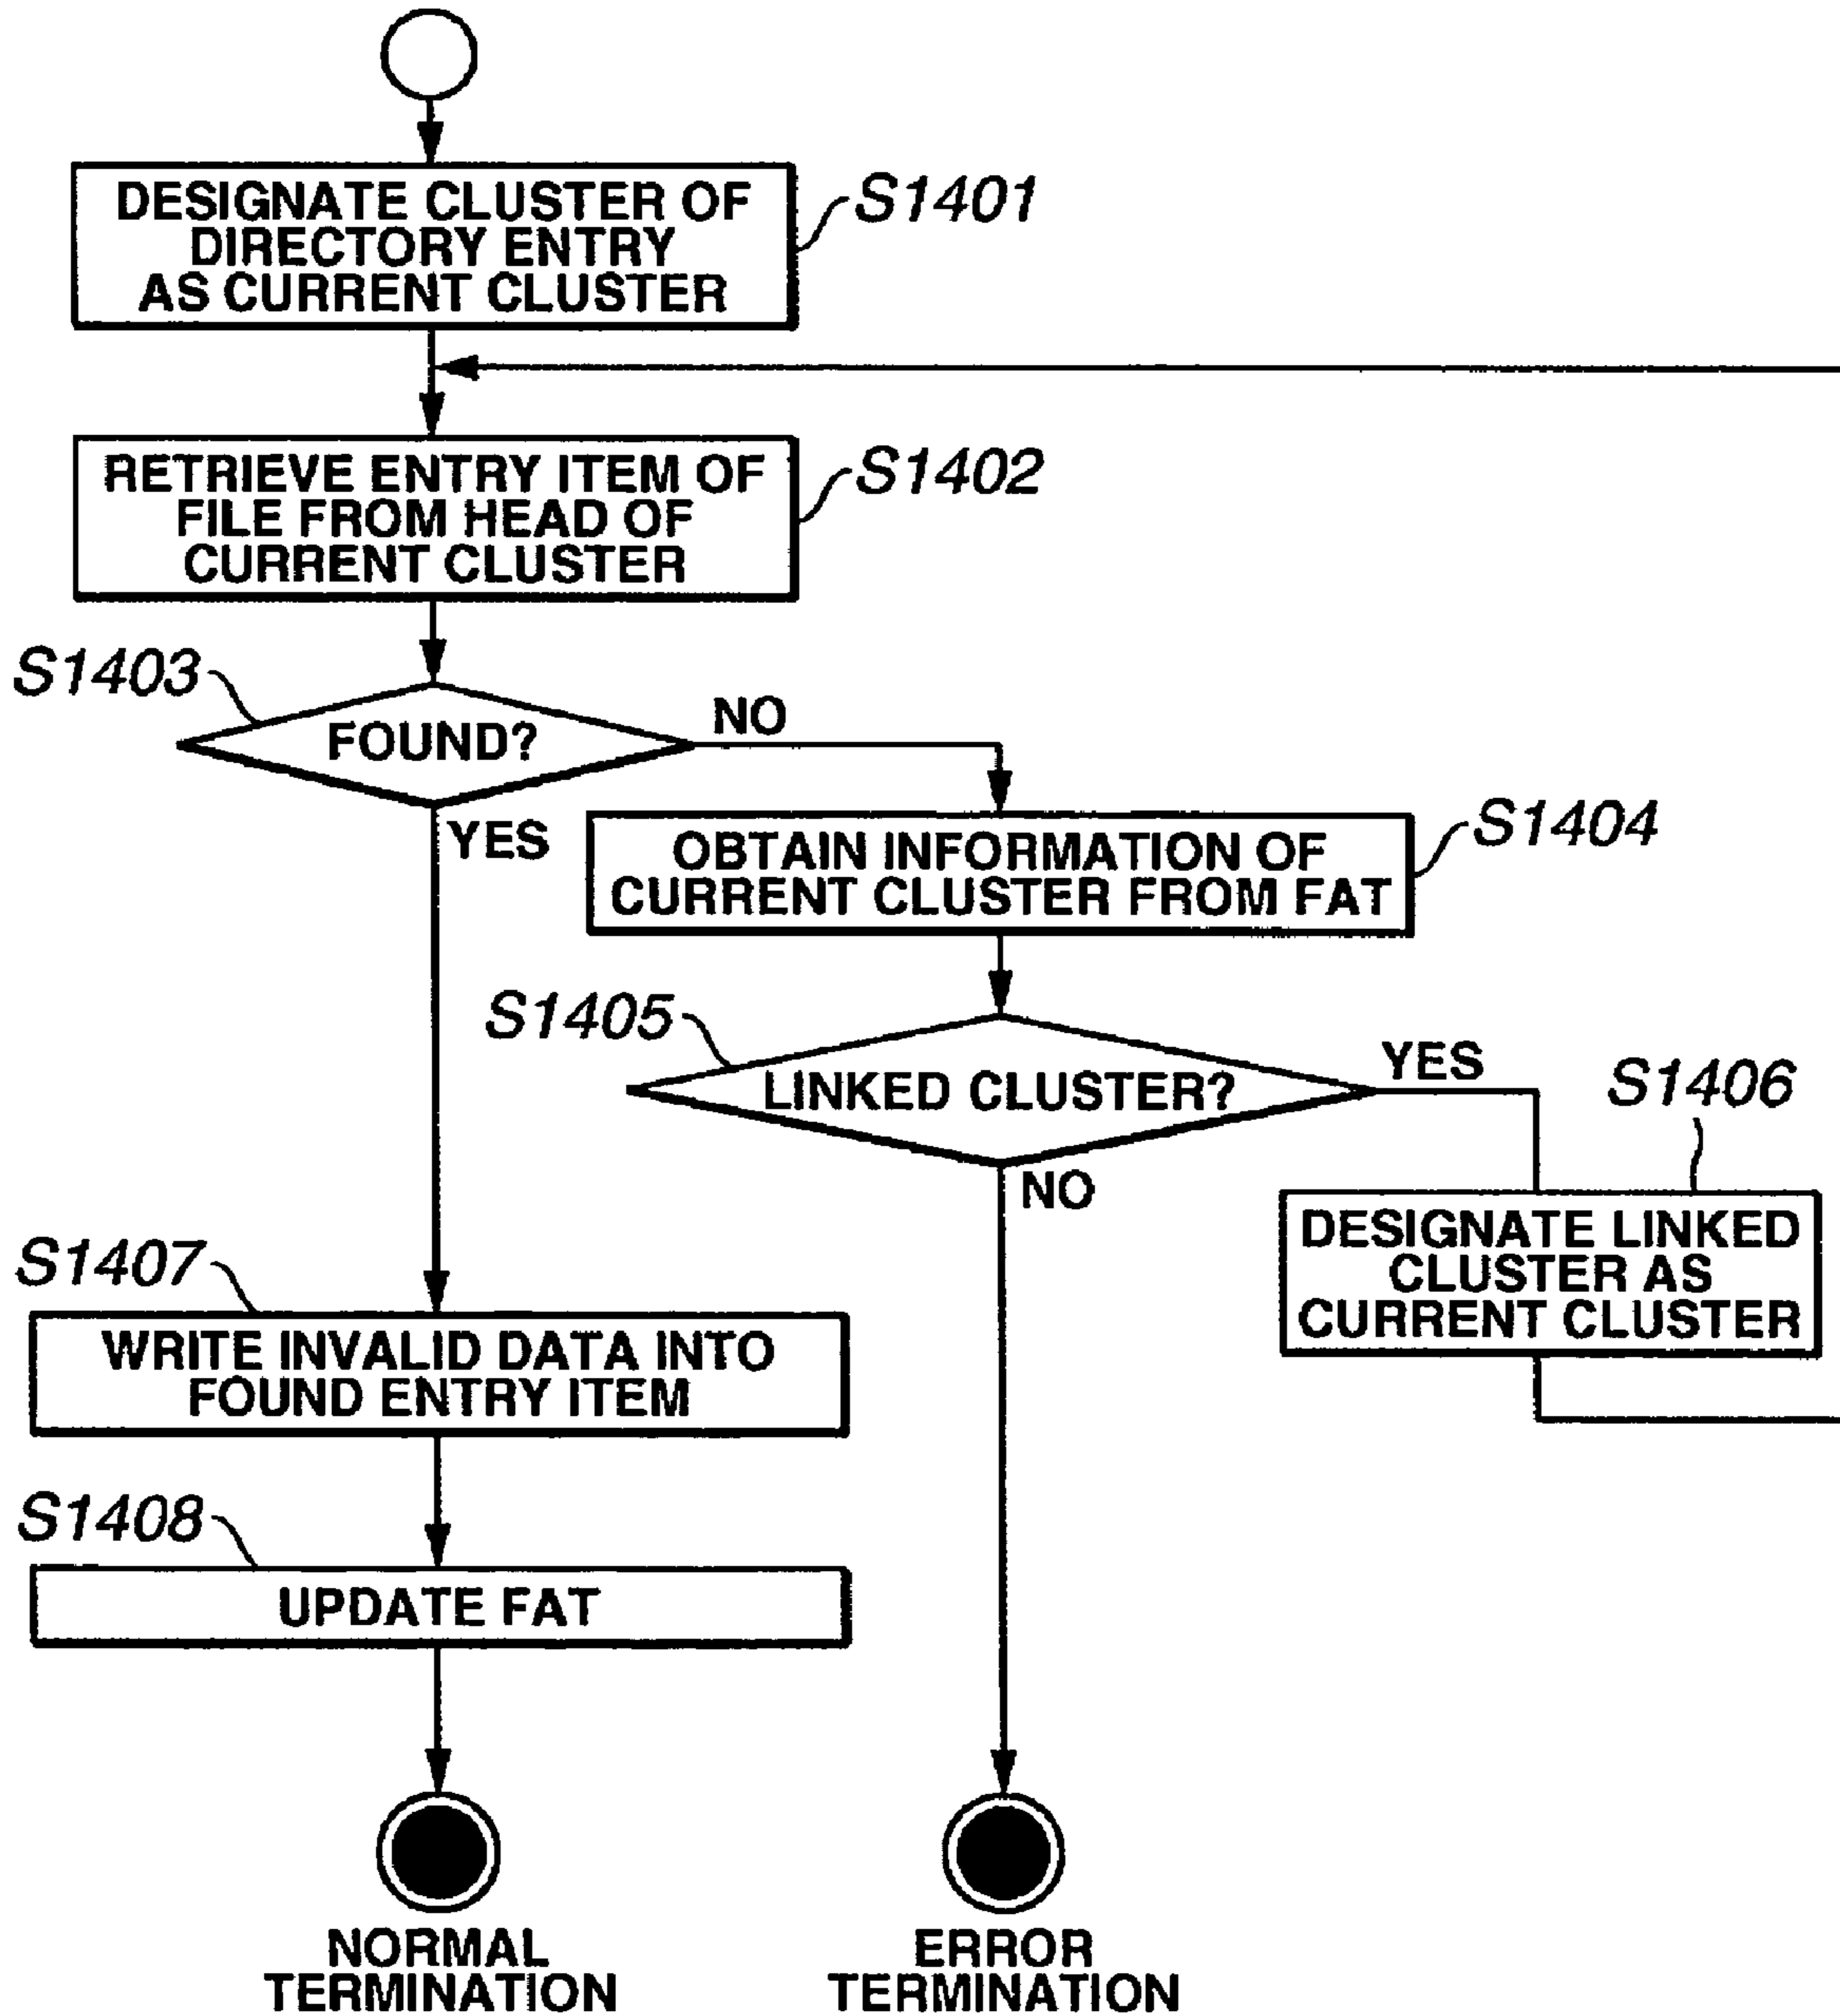 DESIGNATE CLUSTER OF
DIRECTORY ENTRY
AS CURRENT CLUSTER
S1401
RETRIEVE ENTRY ITEM OF
FILE FROM HEAD OF
CURRENT CLUSTER
S1402
S1403
FOUND?
NO
YES
OBTAIN INFORMATION OF
CURRENT CLUSTER FROM FAT
S1404
S1405
LINKED CLUSTER?
YES
NO
S1406
DESIGNATE LINKED
CLUSTER AS
CURRENT CLUSTER
S1407
WRITE INVALID DATA INTO
FOUND ENTRY ITEM
S1408
UPDATE FAT
NORMAL
TERMINATION
ERROR
TERMINATION